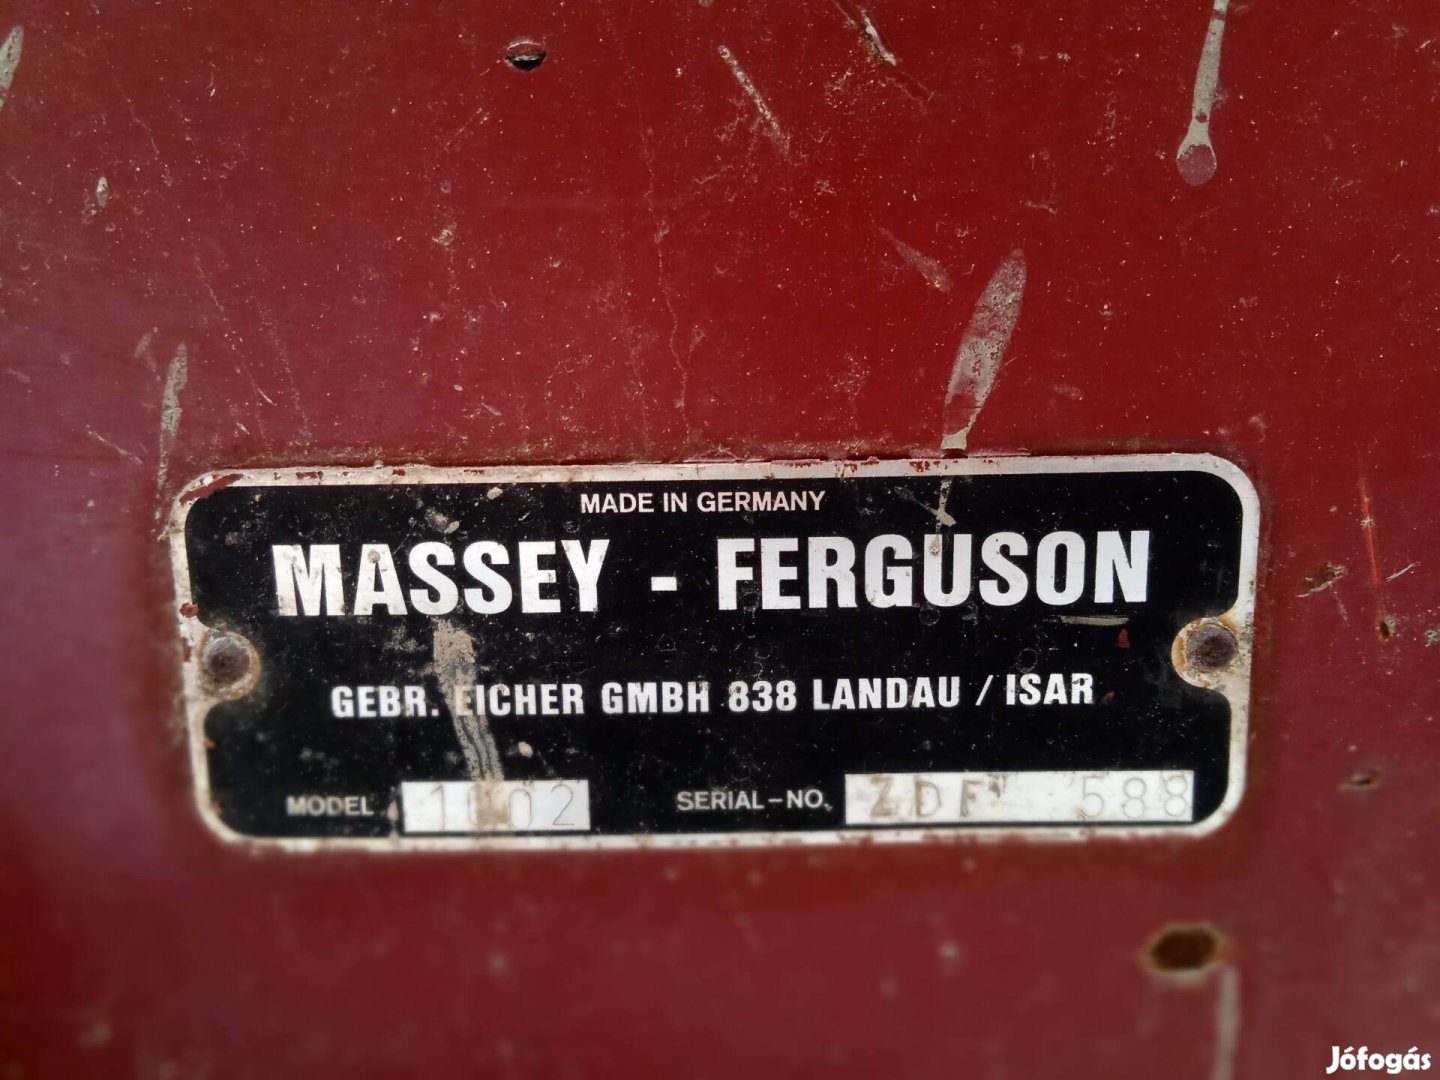 MADE IN GERMANY
MASSEY - FERGUSON
GEBR. EICHER GMBH 838 LANDAU / ISAR
MODEL 1002 SERIAL-NO. ZDF 588
Jófogás